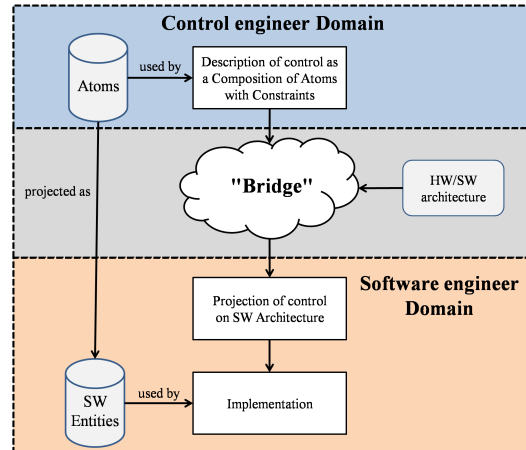 Control engineer Domain
Atoms
used by
Description of control as
a Composition of Atoms
with Constraints
projected as
"Bridge"
HW/SW
architecture
Software engineer
Domain
Projection of control
on SW Architecture
SW
Entities
used by
Implementation